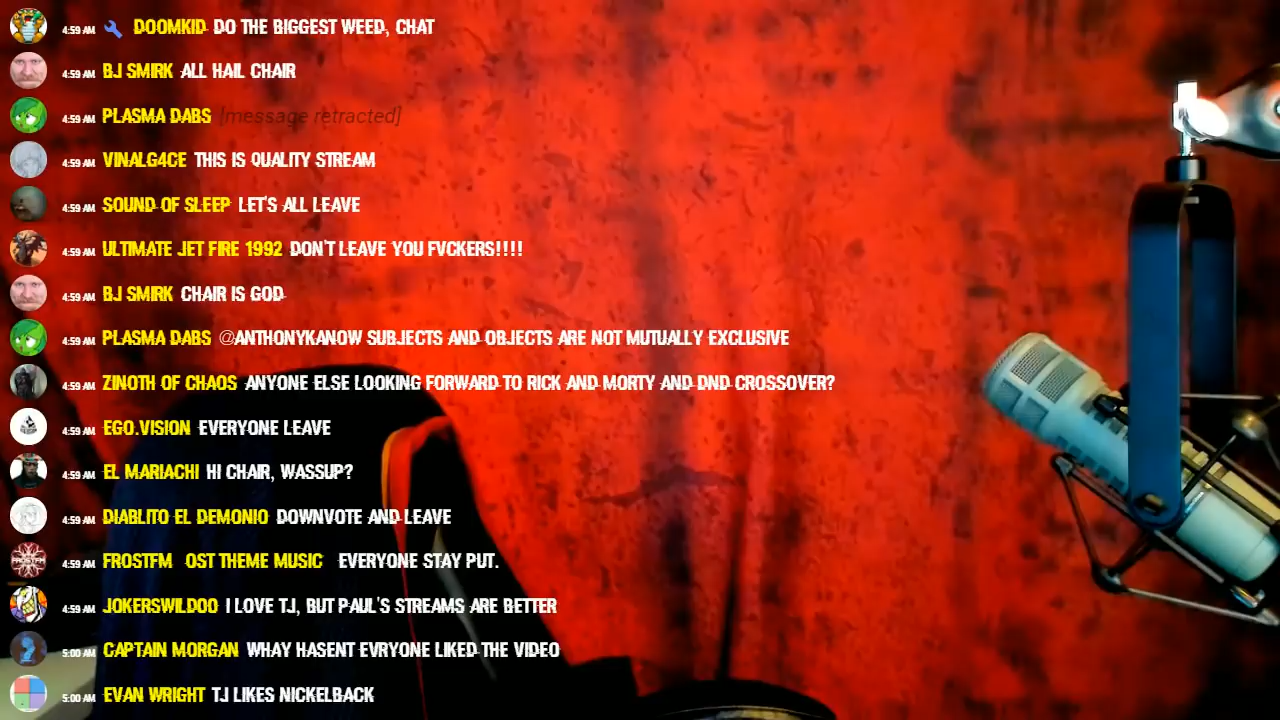 4:59 AM DOOMKID DO THE BIGGEST WEED, CHAT
4:59 AM BJ SMIRK ALL HAIL CHAIR
4:59 AM PLASMA DABS [message retracted]
4:59 AM VINALG4CE THIS IS QUALITY STREAM
4:59 AM SOUND OF SLEEP LET'S ALL LEAVE
4:59 AM ULTIMATE JET FIRE 1992 DON'T LEAVE YOU FVCKERS!!!!
4:59 AM BJ SMIRK CHAIR IS GOD
4:59 AM PLASMA DABS @ANTHONYKANOW SUBJECTS AND OBJECTS ARE NOT MUTUALLY EXCLUSIVE
4:59 AM ZINOTH OF CHAOS ANYONE ELSE LOOKING FORWARD TO RICK AND MORTY AND DND CROSSOVER?
4:59 AM EGO.VISION EVERYONE LEAVE
4:59 AM EL MARIACHI HI CHAIR, WASSUP?
4:59 AM DIABLITO EL DEMONIO DOWNVOTE AND LEAVE
4:59 AM FROSTFM OST THEME MUSIC EVERYONE STAY PUT.
4:59 AM JOKERSWILDOO I LOVE TJ, BUT PAUL'S STREAMS ARE BETTER
5:00 AM CAPTAIN MORGAN WHAY HASENT EVRYONE LIKED THE VIDEO
5:00 AM EVAN WRIGHT TJ LIKES NICKELBACK